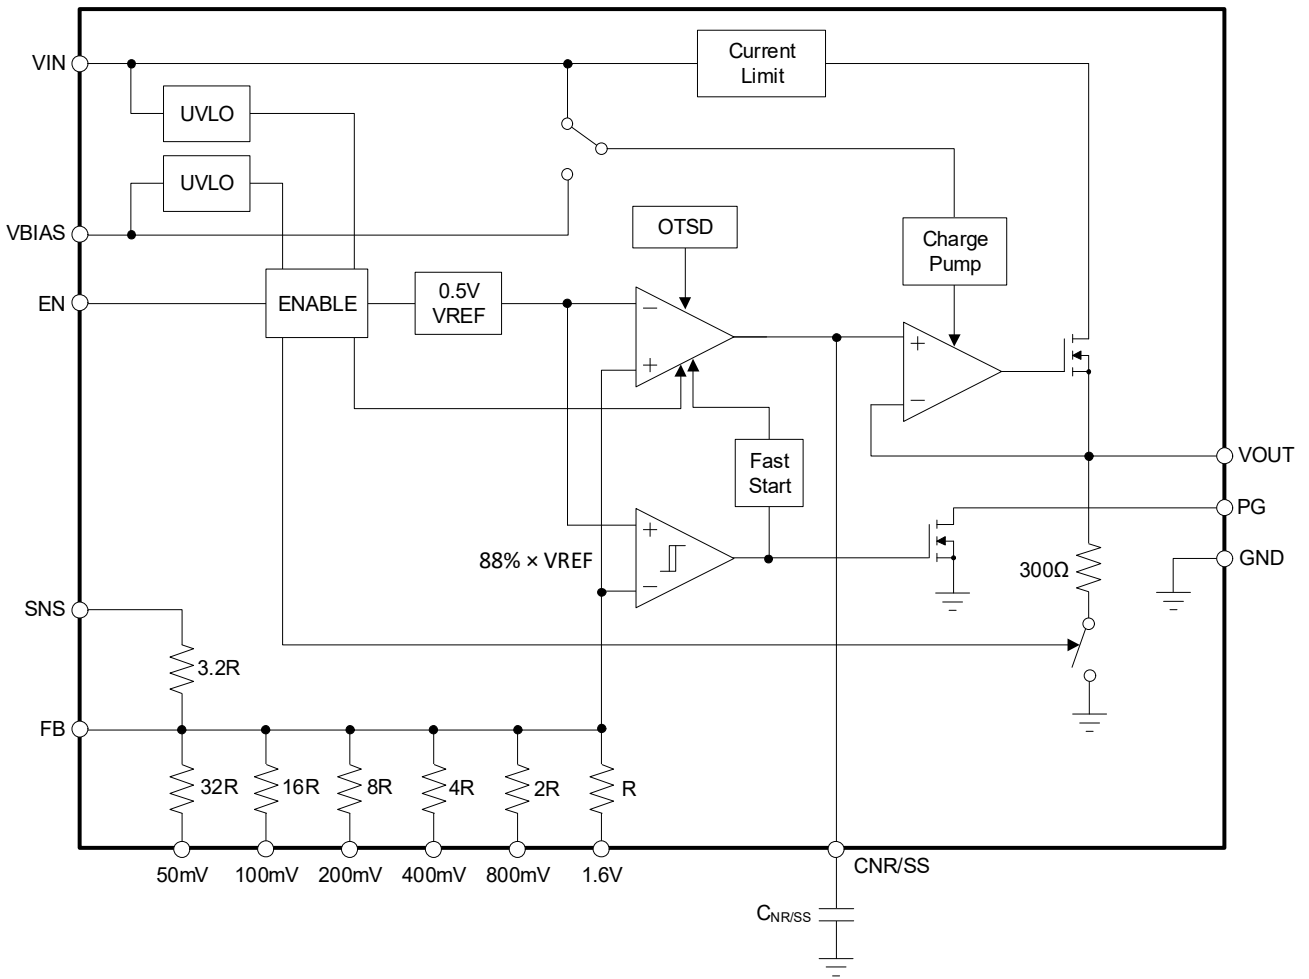 Current
Limit
VIN
UVLO
UVLO
VBIAS
OTSD
Charge
Pump
EN
ENABLE
0.5V
VREF
−
+
+
−
Fast
Start
VOUT
PG
+
−
88% × VREF
300Ω
GND
SNS
3.2R
FB
32R
16R
8R
4R
2R
R
50mV
100mV
200mV
400mV
800mV
1.6V
CNR/SS
CNR/SS